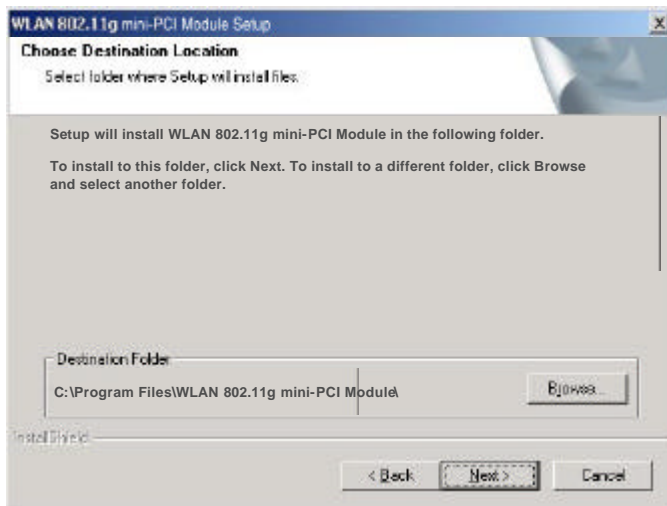 WLAN 802.11g mini-PCI Module Setup
Choose Destination Location
Select folder where Setup will install files.
Setup will install WLAN 802.11g mini-PCI Module in the following folder.
To install to this folder, click Next. To install to a different folder, click Browse
and select another folder.
Destination Folder
C:\Program Files\WLAN 802.11g mini-PCI Module\
Browse...
InstallShield
< Back
Next >
Cancel